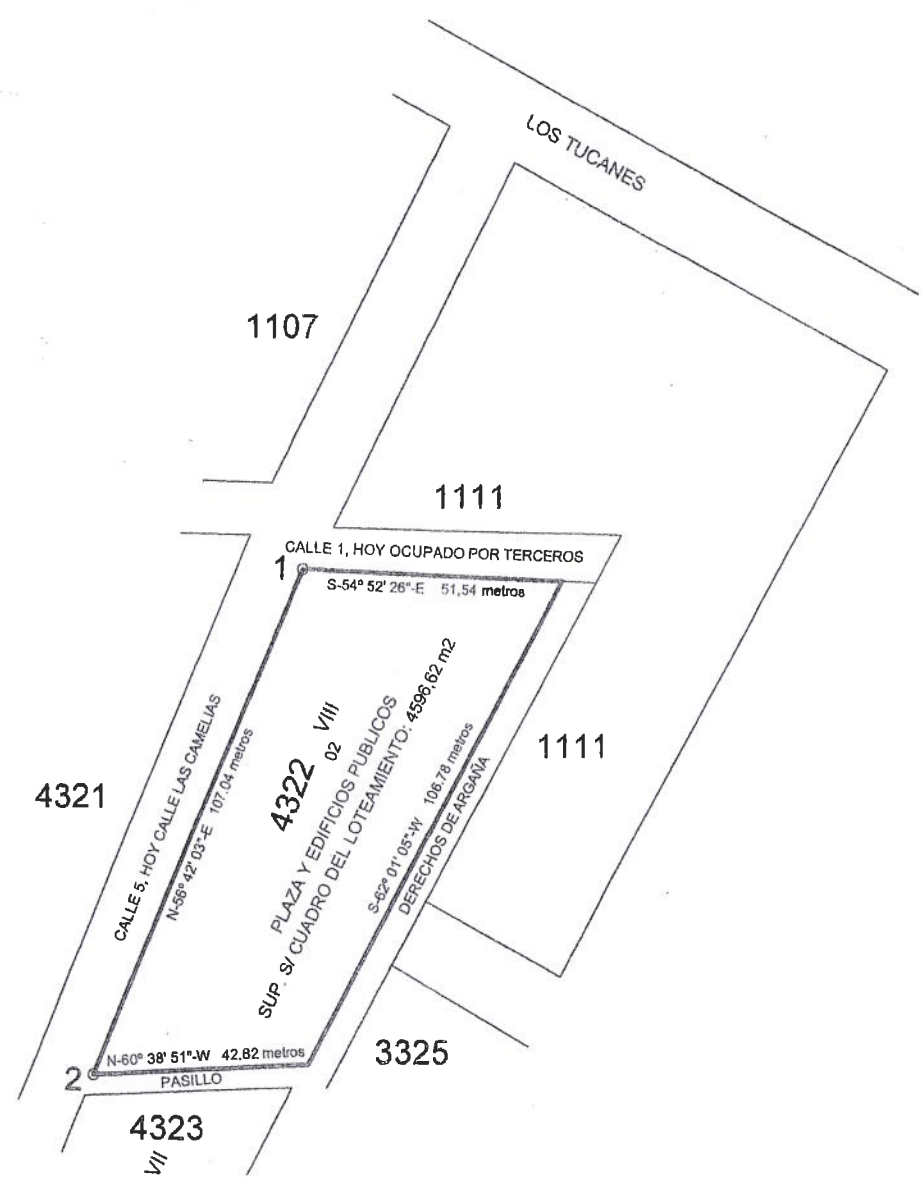 LOS TUCANES
1107
1111
CALLE 1, HOY OCUPADO POR TERCEROS
1
S-54° 52' 26"-E 51,54 metros
CALLE 5, HOY CALLE LAS CAMELIAS
N-56° 42' 03"-E 107.04 metros
4322 02 VIII
PLAZA Y EDIFICIOS PUBLICOS
SUP. S/ CUADRO DEL LOTEAMIENTO: 4596,62 m2
S-62° 01' 05"-W 106.78 metros
DERECHOS DE ARGAÑA
1111
4321
N-60° 38' 51"-W 42,82 metros
2
PASILLO
3325
4323
VII